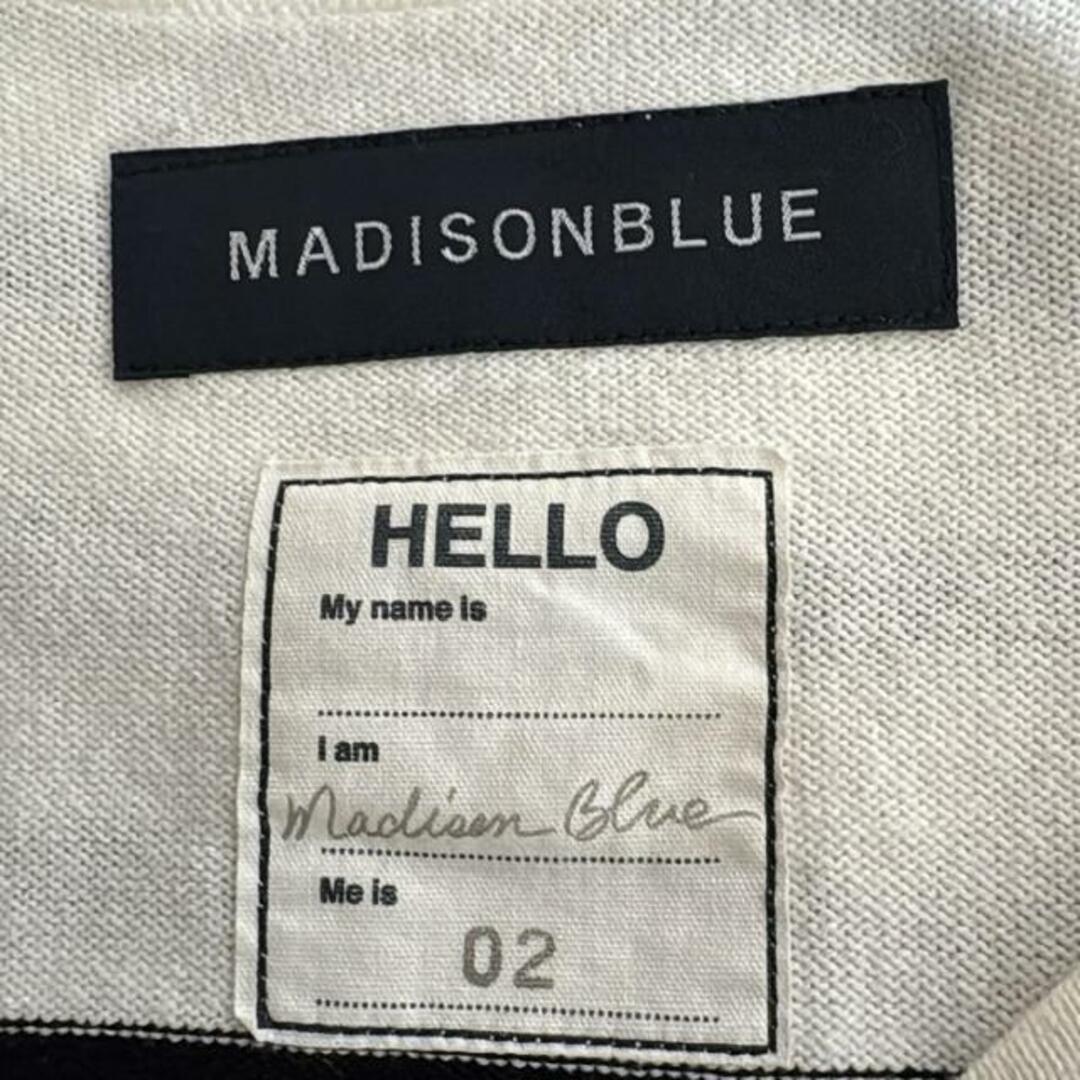 MADISONBLUE
HELLO
My name is
I am
Madison Blue
Me is
02